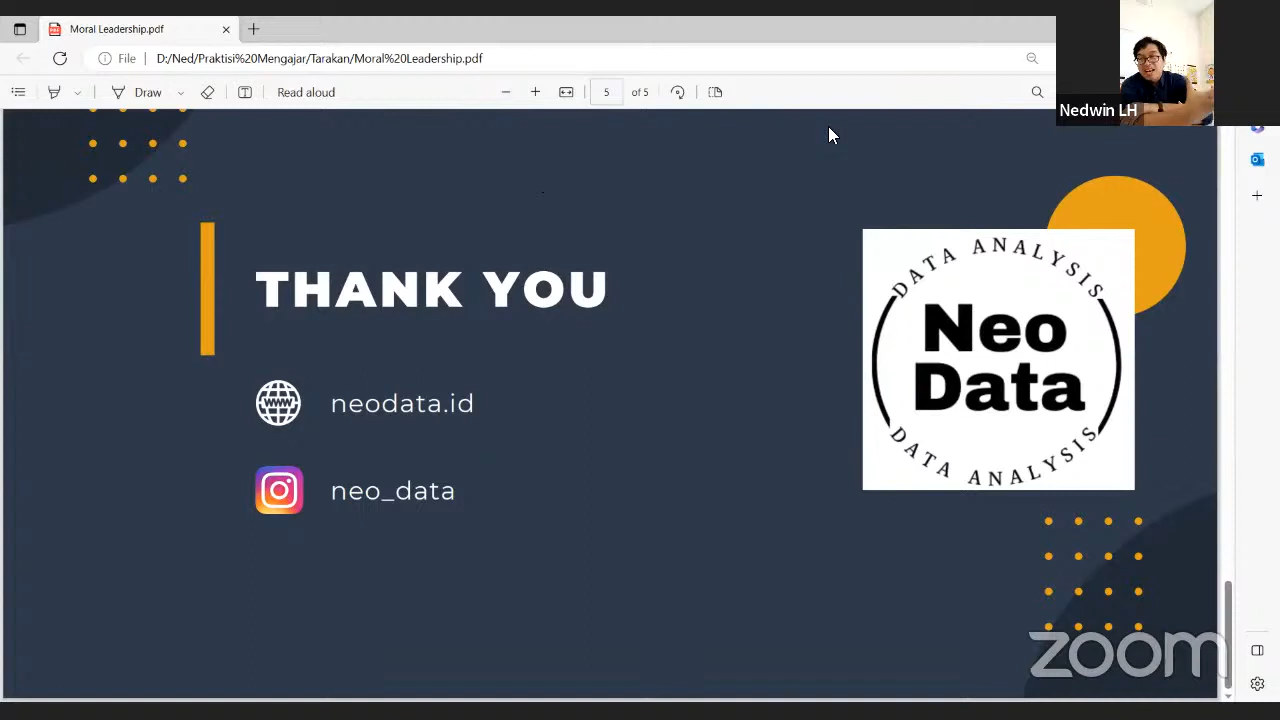 Moral Leadership.pdf
File
D:/Ned/Praktisi%20Mengajar/Tarakan/Moral%20Leadership.pdf
Draw
Read aloud
5
of 5
Nedwin LH
THANK YOU
www
neodata.id
neo_data
DATA ANALYSIS
Neo
Data
DATA ANALYSIS
zoom